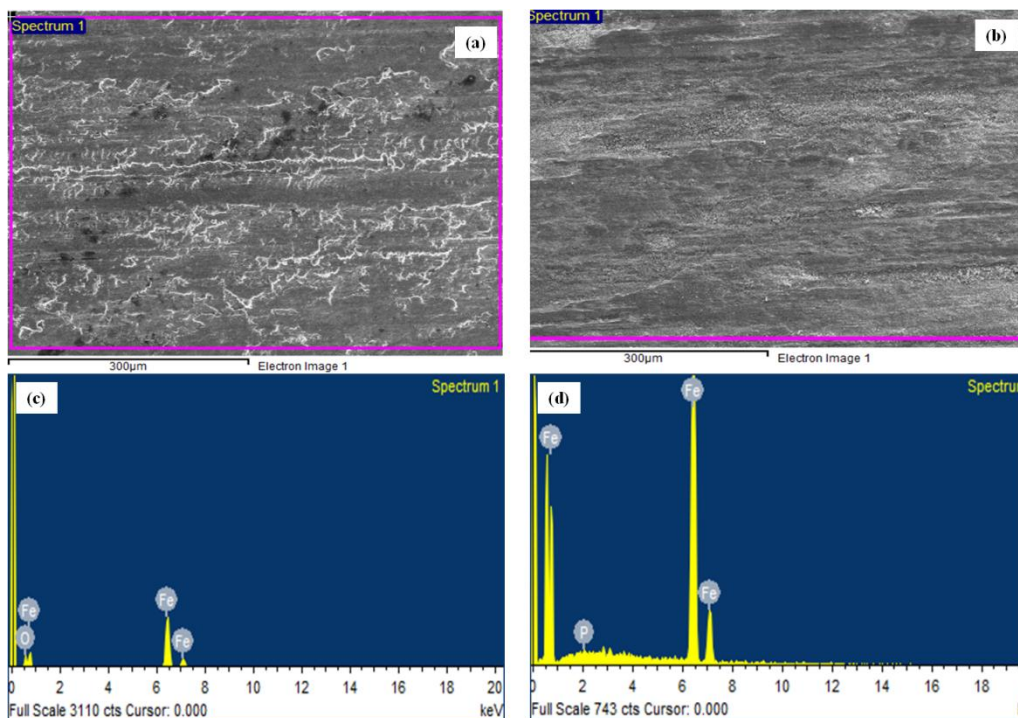 Spectrum 1
(a)
300µm
Electron Image 1
Spectrum 1
(b)
300µm
Electron Image 1
(c)
Spectrum 1
Fe
O
Fe
Fe
0 2 4 6 8 10 12 14 16 18 20
Full Scale 3110 cts Cursor: 0.000
keV
(d)
Spectru
Fe
Fe
Fe
P
0 2 4 6 8 10 12 14 16 18
Full Scale 743 cts Cursor: 0.000